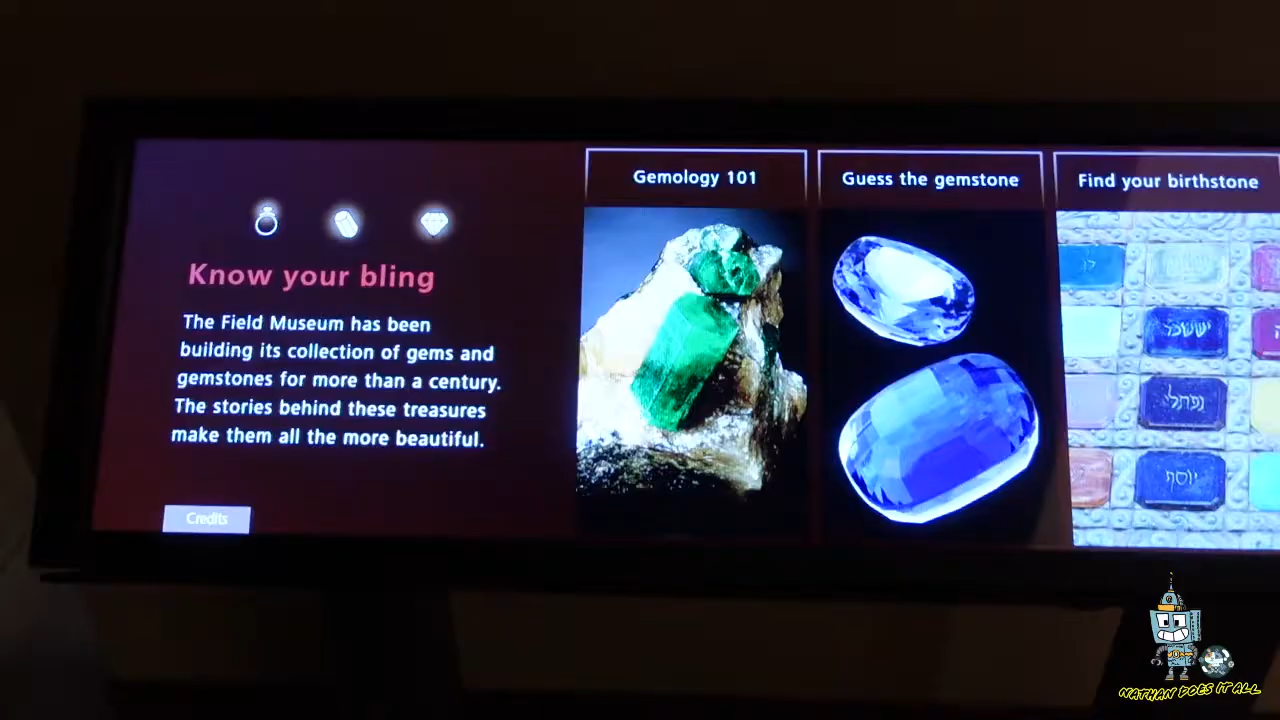 Know your bling
The Field Museum has been
building its collection of gems and
gemstones for more than a century.
The stories behind these treasures
make them all the more beautiful.
Credits
Gemology 101
Guess the gemstone
Find your birthstone
לוי
יששכר
נפתלי
יוסף
NATHAN DOES IT ALL